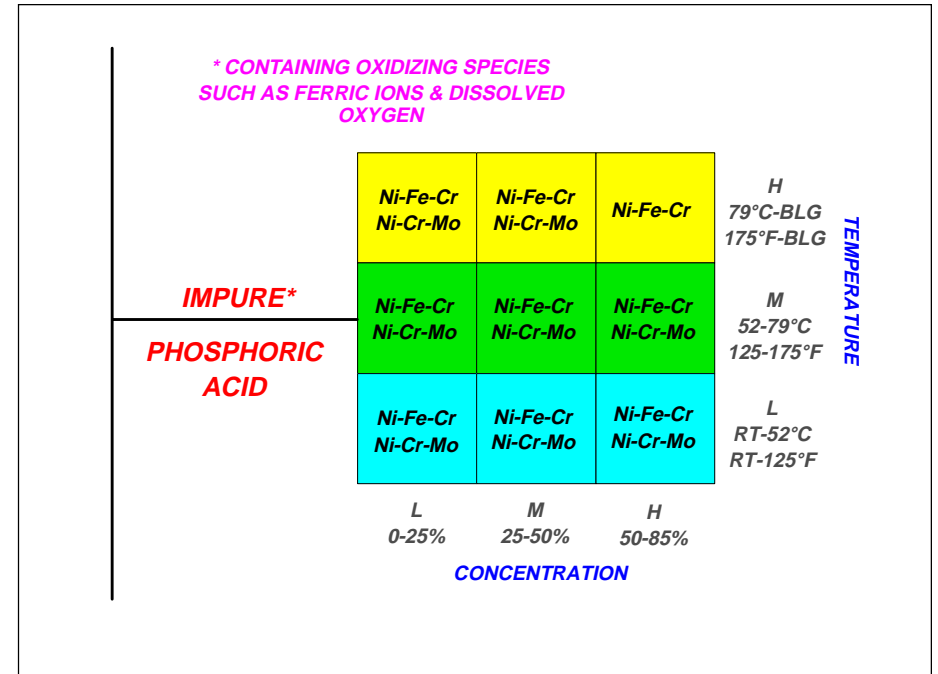 * CONTAINING OXIDIZING SPECIES
SUCH AS FERRIC IONS & DISSOLVED
OXYGEN
IMPURE*
PHOSPHORIC
ACID
Ni-Fe-Cr
Ni-Cr-Mo
Ni-Fe-Cr
Ni-Cr-Mo
Ni-Fe-Cr
H
79°C-BLG
175°F-BLG
Ni-Fe-Cr
Ni-Cr-Mo
Ni-Fe-Cr
Ni-Cr-Mo
Ni-Fe-Cr
Ni-Cr-Mo
M
52-79°C
125-175°F
Ni-Fe-Cr
Ni-Cr-Mo
Ni-Fe-Cr
Ni-Cr-Mo
Ni-Fe-Cr
Ni-Cr-Mo
L
RT-52°C
RT-125°F
TEMPERATURE
L
0-25%
M
25-50%
H
50-85%
CONCENTRATION